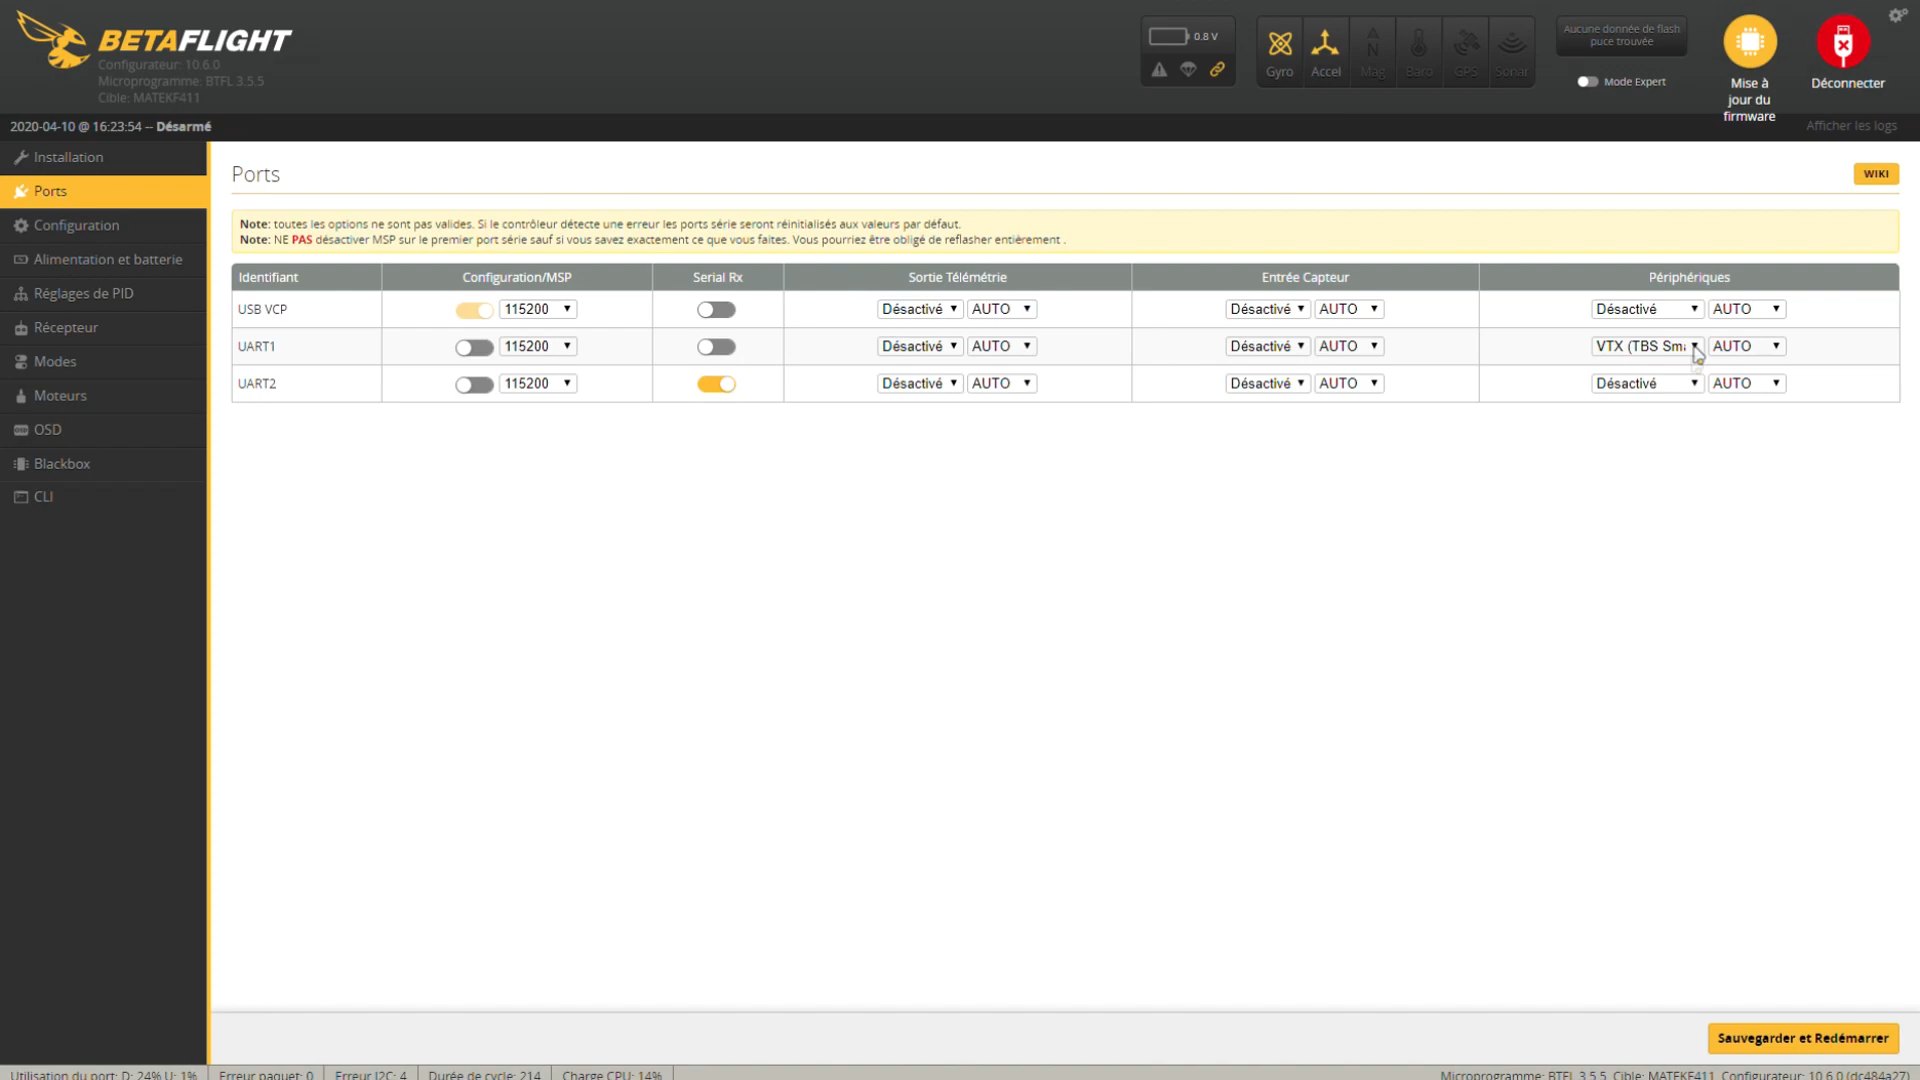 BETAFLIGHT
Configurateur: 10.6.0
Microprogramme: BTFL 3.5.5
Cible: MATEKF411
0.8 V
Gyro
Accel
Mag
Baro
GPS
Sonar
Aucune donnée de flash
puce trouvée
Mode Expert
Mise à
jour du
firmware
Déconnecter
2020-04-10 @ 16:23:54 -- Désarmé
Afficher les logs
Installation
Ports
Configuration
Alimentation et batterie
Réglages de PID
Récepteur
Modes
Moteurs
OSD
Blackbox
CLI
Ports
WIKI
Note: toutes les options ne sont pas valides. Si le contrôleur détecte une erreur les ports série seront réinitialisés aux valeurs par défaut.
Note: NE PAS désactiver MSP sur le premier port série sauf si vous savez exactement ce que vous faites. Vous pourriez être obligé de reflasher entièrement .
Identifiant Configuration/MSP Serial Rx Sortie Télémétrie Entrée Capteur Périphériques
USB VCP 115200 Désactivé AUTO Désactivé AUTO Désactivé AUTO
UART1 115200 Désactivé AUTO Désactivé AUTO VTX (TBS Sma AUTO
UART2 115200 Désactivé AUTO Désactivé AUTO Désactivé AUTO
Sauvegarder et Redémarrer
Utilisation du port: D: 24% U: 1% Erreur paquet: 0 Erreur I2C: 4 Durée de cycle: 214 Charge CPU: 14% Microprogramme: BTFL 3.5.5, Cible: MATEKF411, Configurateur: 10.6.0 (dc484a27)